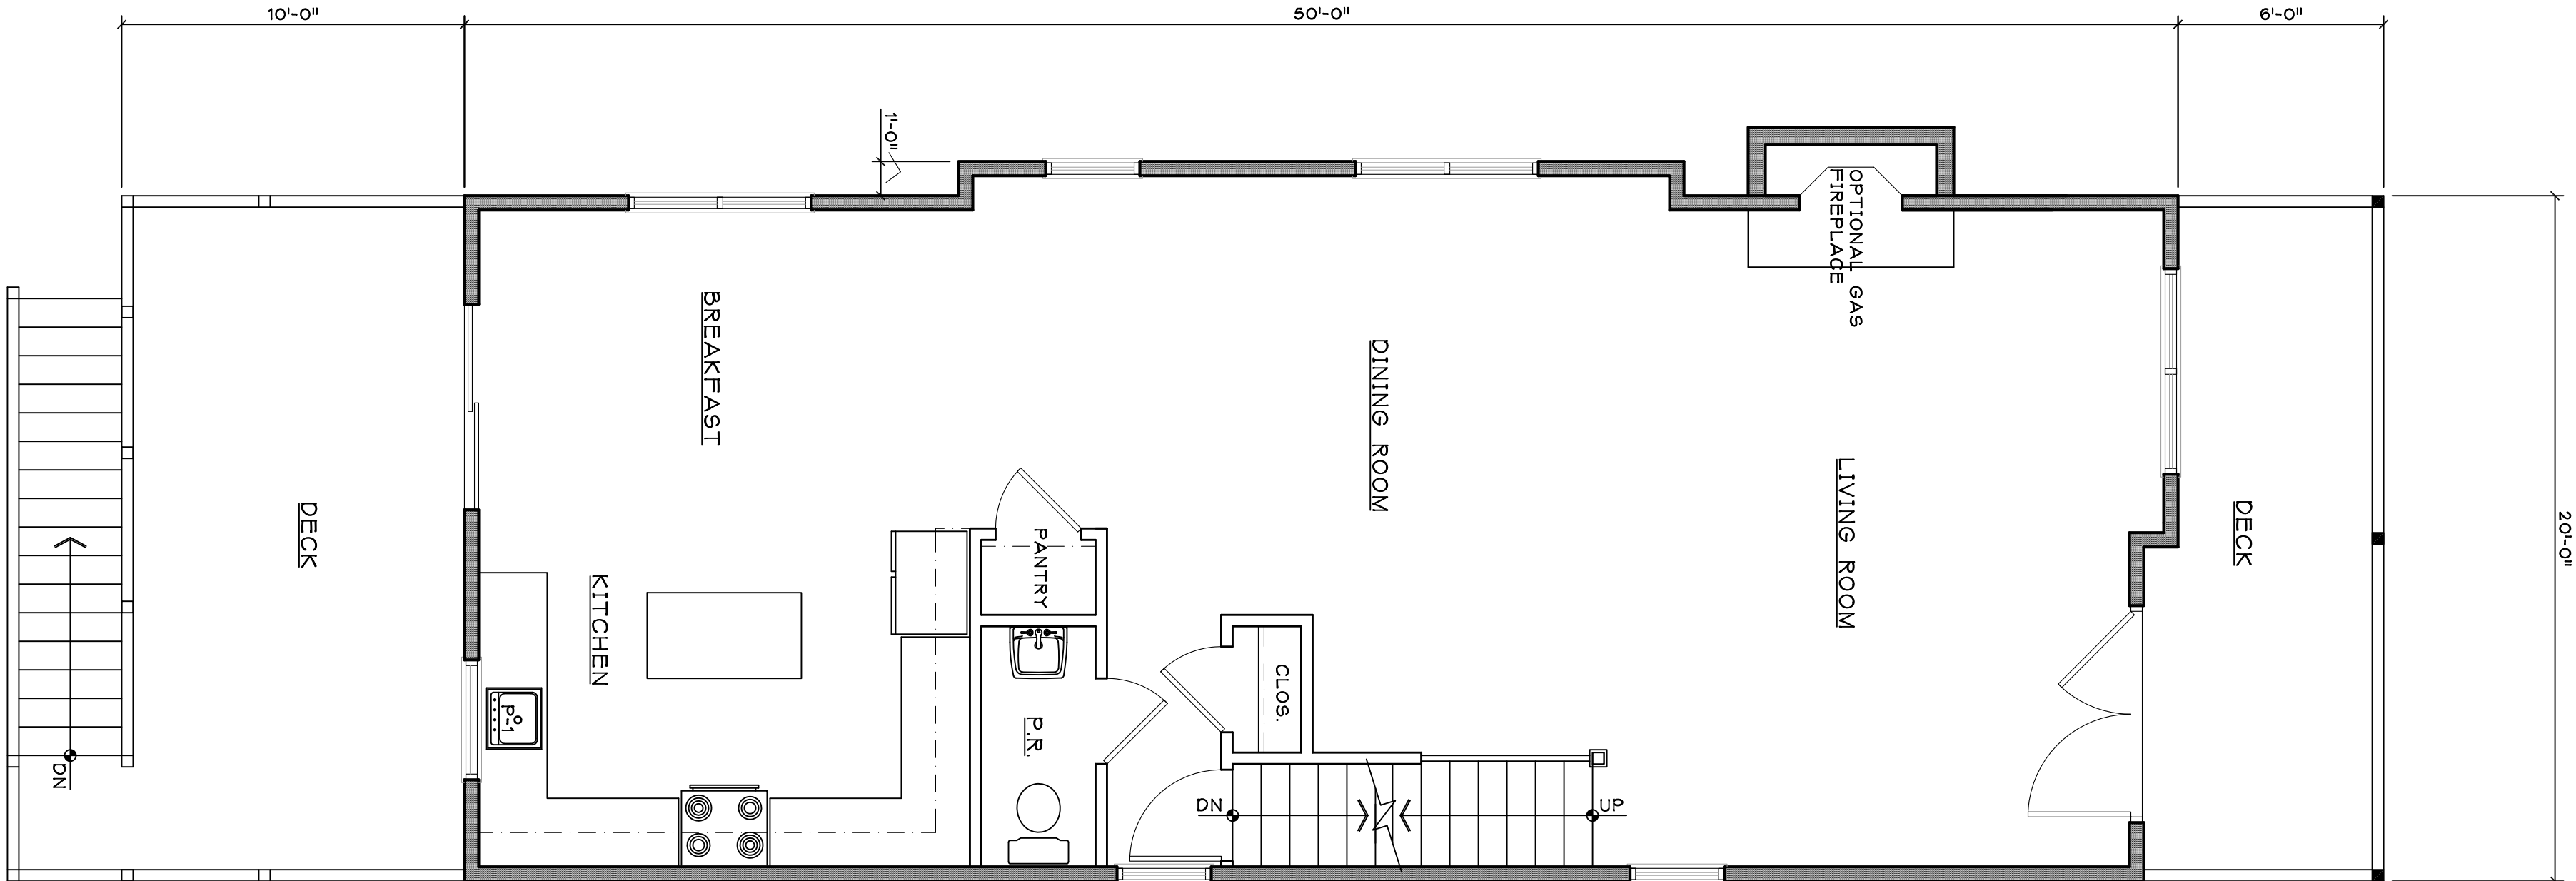 10'-0"
50'-0"
6'-0"
1'-0"
20'-0"
OPTIONAL GAS
FIREPLACE
BREAKFAST
DINING ROOM
LIVING ROOM
DECK
DECK
KITCHEN
PANTRY
P.R.
CLOS.
P-1
DN
DN
UP